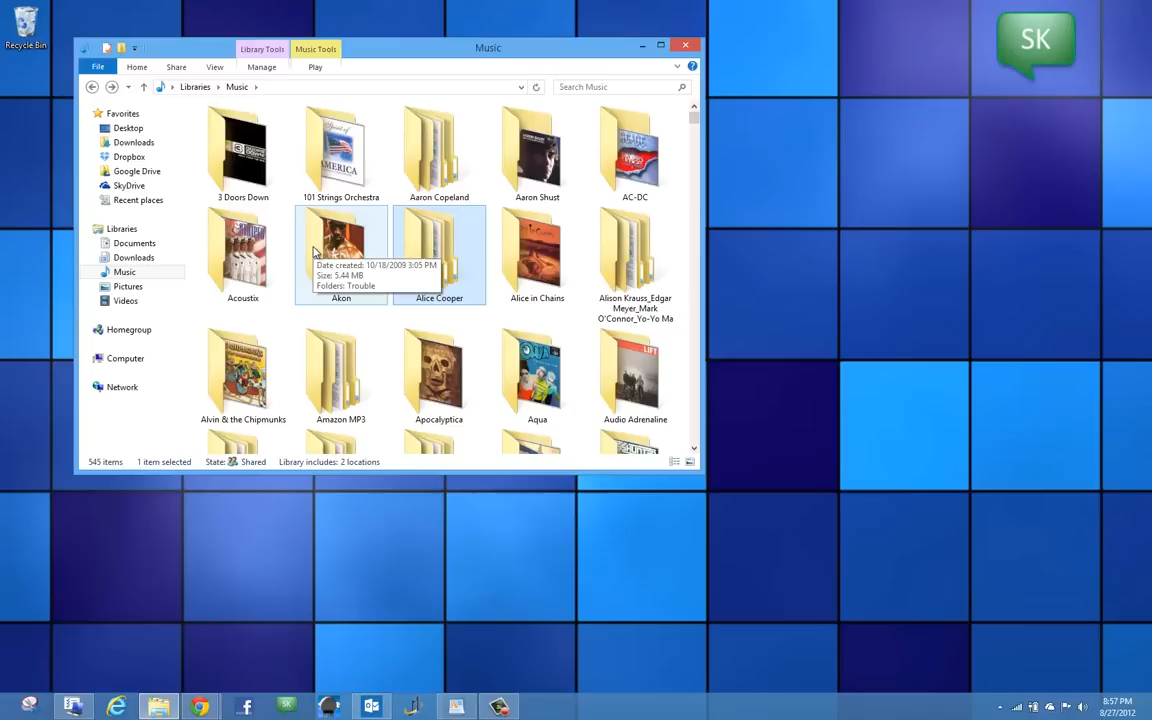 Recycle Bin
SK
Library Tools
Music Tools
Music
File
Home
Share
View
Manage
Play
Libraries
Music
Search Music
Favorites
Desktop
Downloads
Dropbox
Google Drive
SkyDrive
Recent places
Libraries
Documents
Downloads
Music
Pictures
Videos
Homegroup
Computer
Network
3 Doors Down
101 Strings Orchestra
Aaron Copeland
Aaron Shust
AC-DC
Acoustix
Akon
Alice Cooper
Alice in Chains
Alison Krauss_Edgar
Meyer_Mark
O'Connor_Yo-Yo Ma
Date created: 10/18/2009 3:05 PM
Size: 5.44 MB
Folders: Trouble
Alvin & the Chipmunks
Amazon MP3
Apocalyptica
Aqua
Audio Adrenaline
545 items
1 item selected
State:
Shared
Library includes: 2 locations
SK
8:57 PM
8/27/2012